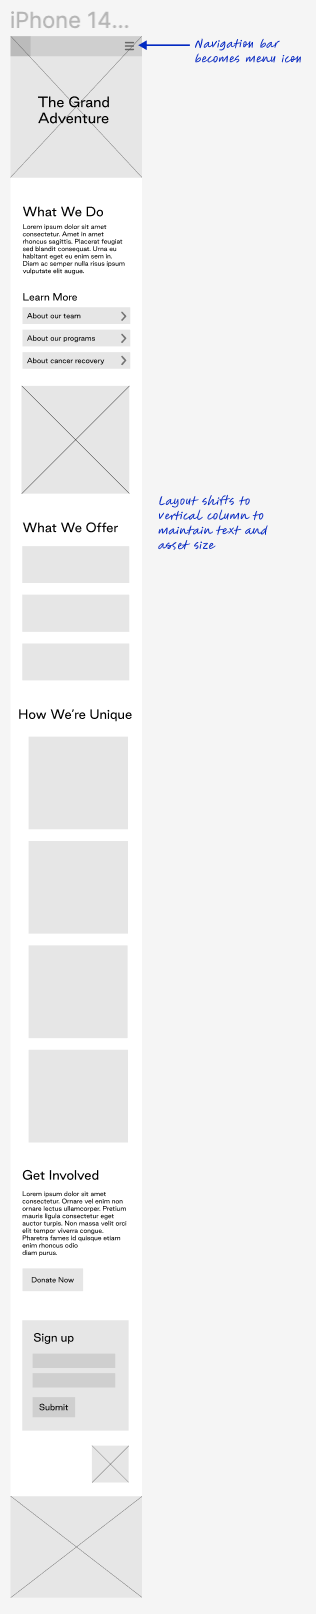 iPhone 14...
Navigation bar
becomes menu icon
The Grand
Adventure
What We Do
Lorem ipsum dolor sit amet
consectetur. Amet in amet
rhoncus sagittis. Placerat feugiat
sed blandit consequat. Urna eu
habitant eget eu enim sem in.
Diam ac semper nulla risus ipsum
vulputate elit augue.
Learn More
About our team
About our programs
About cancer recovery
Layout shifts to
vertical column to
maintain text and
asset size
What We Offer
How We're Unique
Get Involved
Lorem ipsum dolor sit amet
consectetur. Ornare vel enim non
ornare lectus ullamcorper. Pretium
mauris ligula consectetur eget
auctor turpis. Non massa velit orci
elit tempor viverra congue.
Pharetra fames id quisque etiam
enim rhoncus odio
diam purus.
Donate Now
Sign up
Submit